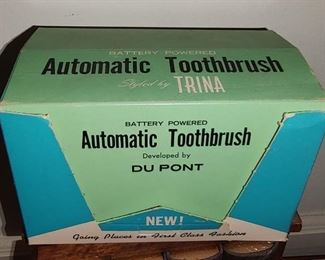 BATTERY POWERED
Automatic Toothbrush
Styled by TRINA
BATTERY POWERED
Automatic Toothbrush
Developed by
DU PONT
NEW!
Going Places in First Class Fashion